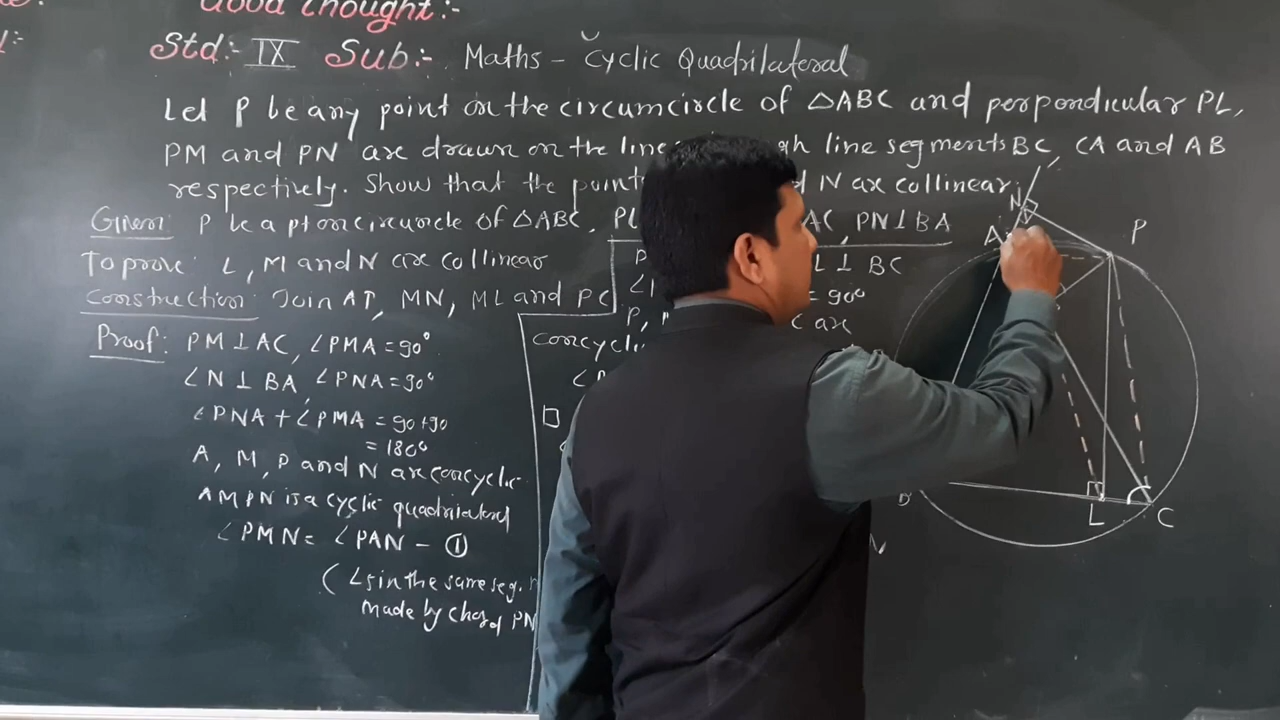 Good Thought:-
Std:- IX Sub:- Maths - Cyclic Quadrilateral
Let P be any point on the circumcircle of △ABC and perpendicular PL,
PM and PN are drawn on the line segments BC, CA and AB
respectively. Show that the point N are collinear.
Given: P be a pt on circumcle of △ABC, AC, PN⊥BA
To prove: L, M and N are collinear
Construction: Join AP, MN, ML and PC
Proof: PM⊥AC, ∠PMA=90°
∠N⊥BA, ∠PNA=90°
∠PNA+∠PMA=90+90
=180°
A, M, P and N are concyclic
AMPN is a cyclic quadrilateral
∠PMN=∠PAN-①
(∠s in the same seg.
made by chord PN
⊥ BC
=90°
C are
concyclic
N
A
P
L
C